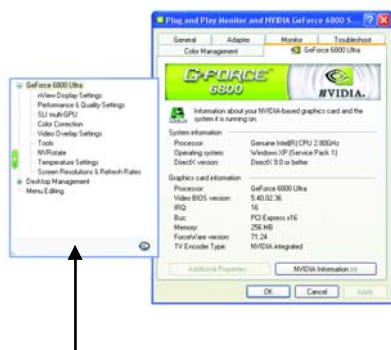 Plug and Play Monitor and NVIDIA GeForce 6800 S...
General Adapter Monitor Troubleshoot
Color Management GeForce 6800 Ultra
GEFORCE
6800
NVIDIA.
Information about your NVIDIA-based graphics card and the
system it is running on.
System information
Processor: Genuine Intel(R) CPU 2.80GHz
Operating system: Windows XP (Service Pack 1)
DirectX version: DirectX 9.0 or better
Graphics card information
Processor: GeForce 6800 Ultra
Video BIOS version: 5.40.02.36
IRQ: 16
Bus: PCI Express x16
Memory: 256 MB
ForceWare version: 71.24
TV Encoder Type: NVIDIA integrated
Additional Properties NVIDIA Information >>
OK Cancel Apply
GeForce 6800 Ultra
nView Display Settings
Performance & Quality Settings
SLI multi-GPU
Color Correction
Video Overlay Settings
Tools
NVRotate
Temperature Settings
Screen Resolutions & Refresh Rates
Desktop Management
Menu Editing